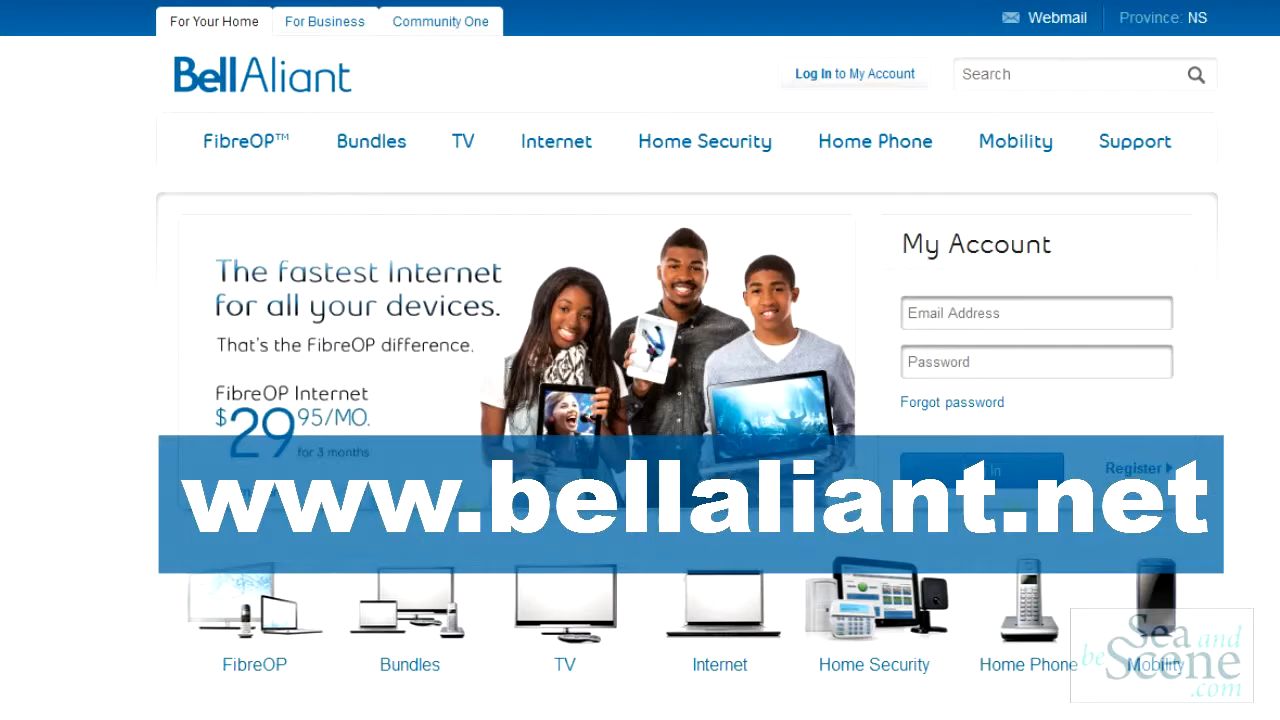 For Your Home
For Business
Community One
Webmail
Province: NS
BellAliant
Log In to My Account
Search
FibreOP™
Bundles
TV
Internet
Home Security
Home Phone
Mobility
Support
The fastest Internet
for all your devices.
That's the FibreOP difference.
FibreOP Internet
$29.95/MO.
for 3 months
My Account
Email Address
Password
Forgot password
Register
www.bellaliant.net
FibreOP
Bundles
TV
Internet
Home Security
Home Phone
Mobility
Sea and
be Scene
.com